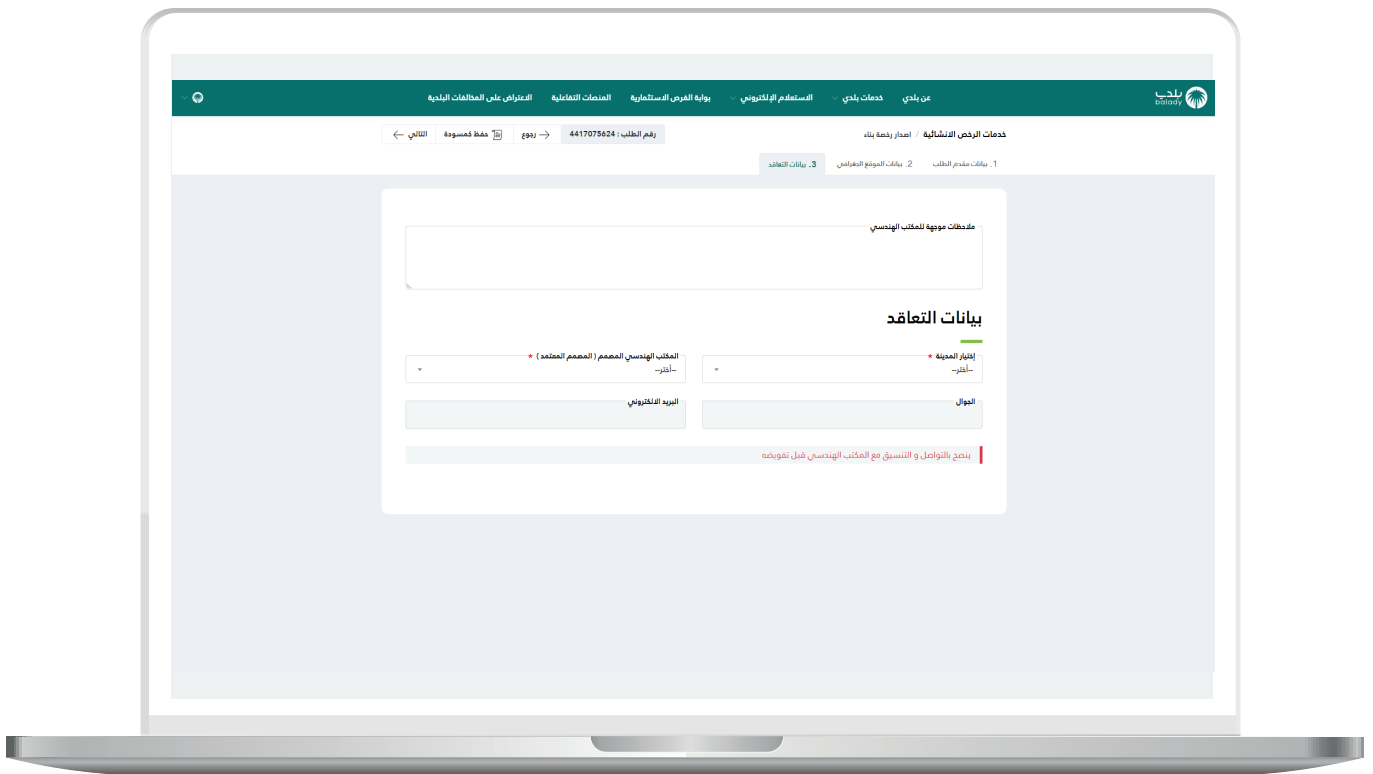 بلدي
balady
عن بلدي
خدمات بلدي
الاستعلام الإلكتروني
بوابة الفرص الاستثمارية
المنصات التفاعلية
الاعتراض على المخالفات البلدية
خدمات الرخص الانشائية / اصدار رخصة بناء
رقم الطلب : 4417075624
رجوع
حفظ كمسودة
التالي
1. بيانات مقدم الطلب
2. بيانات الموقع الجغرافي
3. بيانات التعاقد
ملاحظات موجهة للمكتب الهندسي
بيانات التعاقد
إختيار المدينة *
--أختر--
المكتب الهندسي المصمم ( المصمم المعتمد ) *
--أختر--
الجوال
البريد الالكتروني
ينصح بالتواصل و التنسيق مع المكتب الهندسي قبل تفويضه